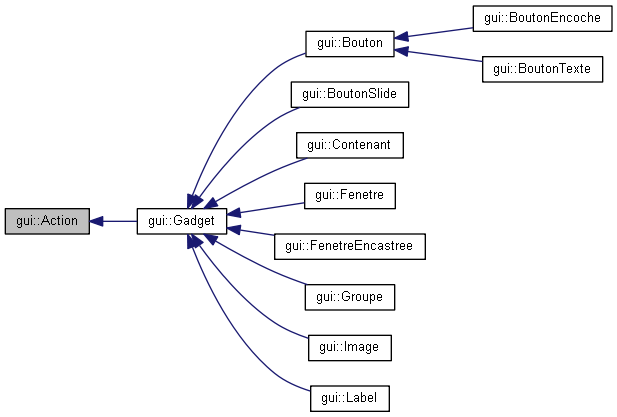 gui::BoutonEncoche
gui::Bouton
gui::BoutonTexte
gui::BoutonSlide
gui::Contenant
gui::Fenetre
gui::Action
gui::Gadget
gui::FenetreEncastree
gui::Groupe
gui::Image
gui::Label